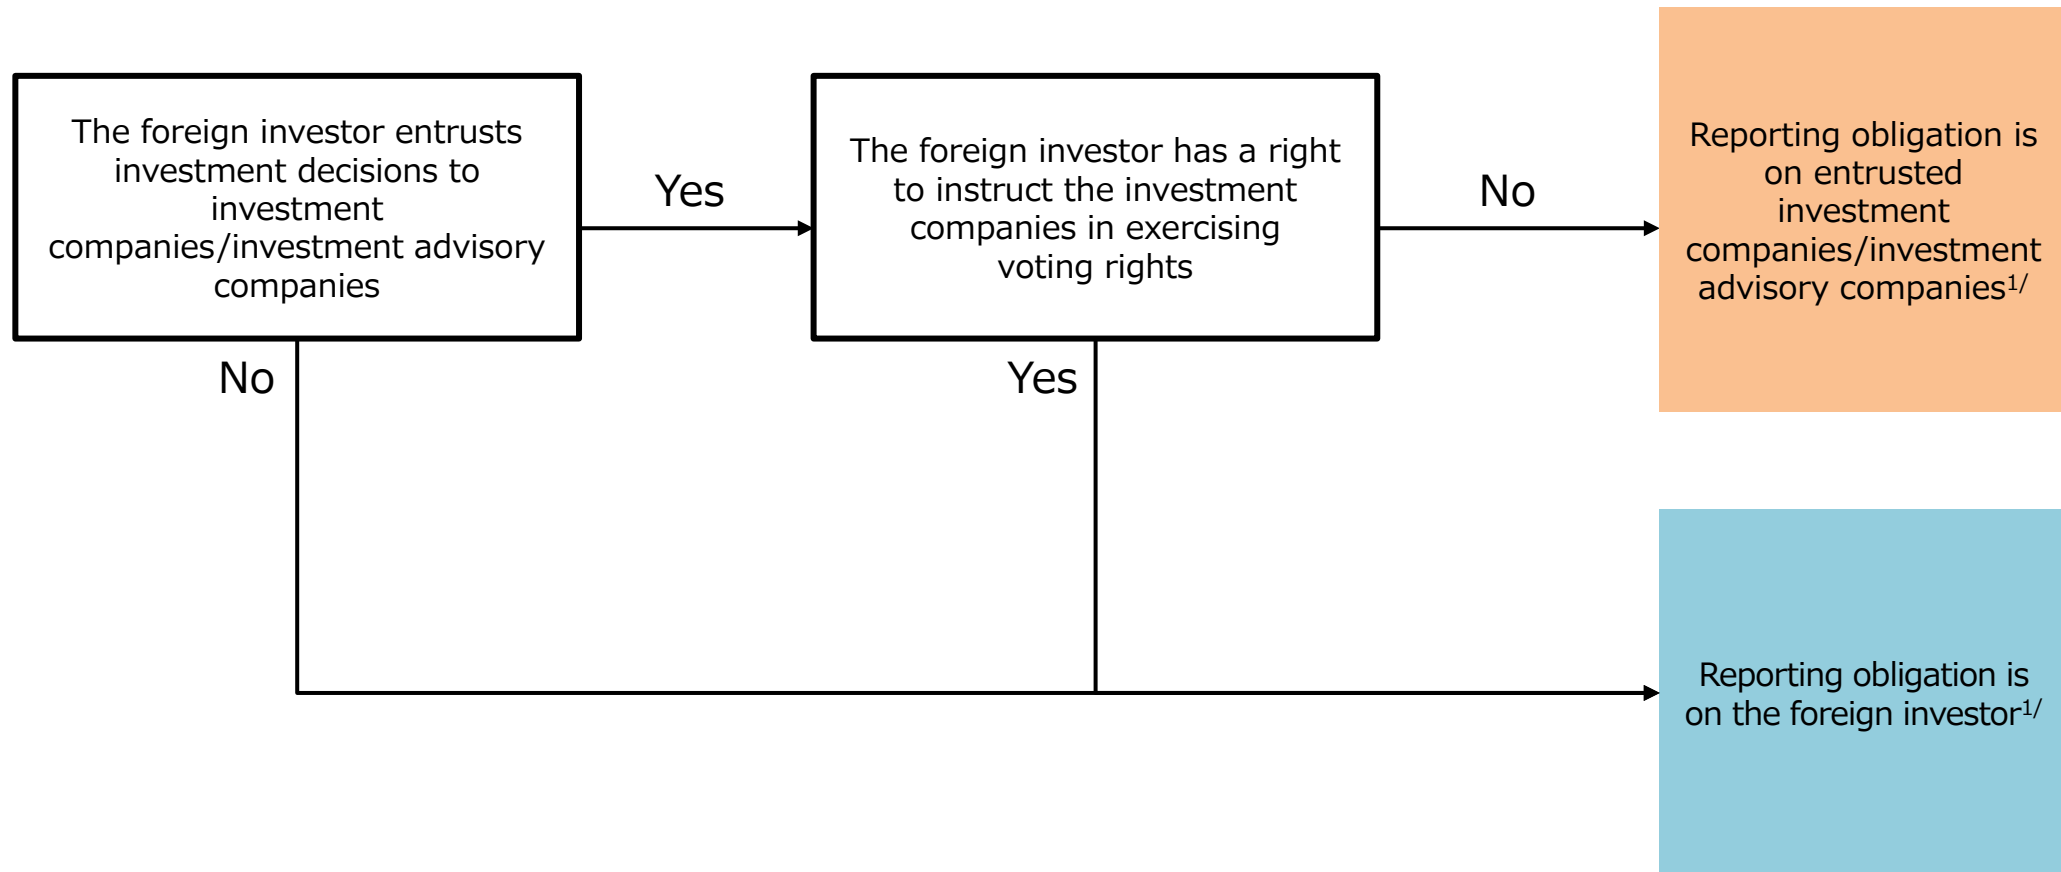 The foreign investor entrusts
investment decisions to
investment
companies/investment advisory
companies
Yes
The foreign investor has a right
to instruct the investment
companies in exercising
voting rights
No
Reporting obligation is
on entrusted
investment
companies/investment
advisory companies1/
No
Yes
Reporting obligation is
on the foreign investor1/